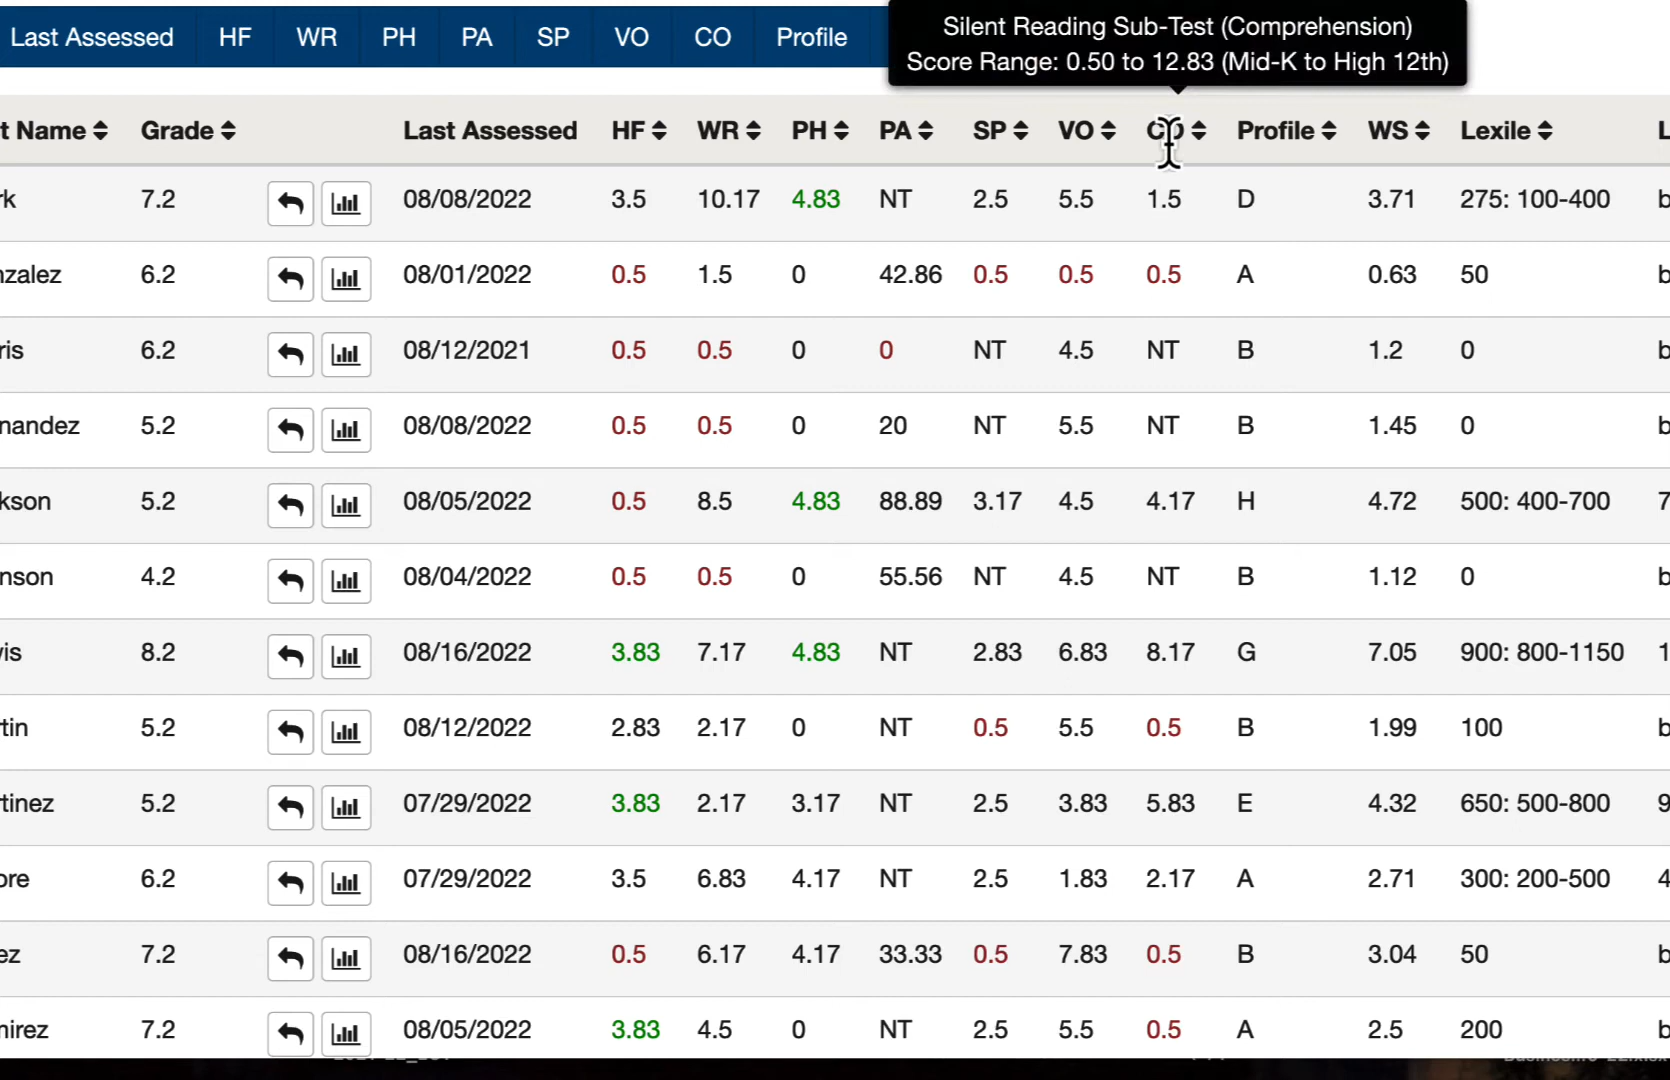 Last Assessed HF WR PH PA SP VO CO Profile
Silent Reading Sub-Test (Comprehension)
Score Range: 0.50 to 12.83 (Mid-K to High 12th)
t Name Grade Last Assessed HF WR PH PA SP VO CO Profile WS Lexile L
rk 7.2 08/08/2022 3.5 10.17 4.83 NT 2.5 5.5 1.5 D 3.71 275: 100-400 b
nzalez 6.2 08/01/2022 0.5 1.5 0 42.86 0.5 0.5 0.5 A 0.63 50 b
ris 6.2 08/12/2021 0.5 0.5 0 0 NT 4.5 NT B 1.2 0 b
nandez 5.2 08/08/2022 0.5 0.5 0 20 NT 5.5 NT B 1.45 0 b
kson 5.2 08/05/2022 0.5 8.5 4.83 88.89 3.17 4.5 4.17 H 4.72 500: 400-700 7
nson 4.2 08/04/2022 0.5 0.5 0 55.56 NT 4.5 NT B 1.12 0 b
vis 8.2 08/16/2022 3.83 7.17 4.83 NT 2.83 6.83 8.17 G 7.05 900: 800-1150 1
tin 5.2 08/12/2022 2.83 2.17 0 NT 0.5 5.5 0.5 B 1.99 100 b
tinez 5.2 07/29/2022 3.83 2.17 3.17 NT 2.5 3.83 5.83 E 4.32 650: 500-800 9
ore 6.2 07/29/2022 3.5 6.83 4.17 NT 2.5 1.83 2.17 A 2.71 300: 200-500 4
ez 7.2 08/16/2022 0.5 6.17 4.17 33.33 0.5 7.83 0.5 B 3.04 50 b
mirez 7.2 08/05/2022 3.83 4.5 0 NT 2.5 5.5 0.5 A 2.5 200 b